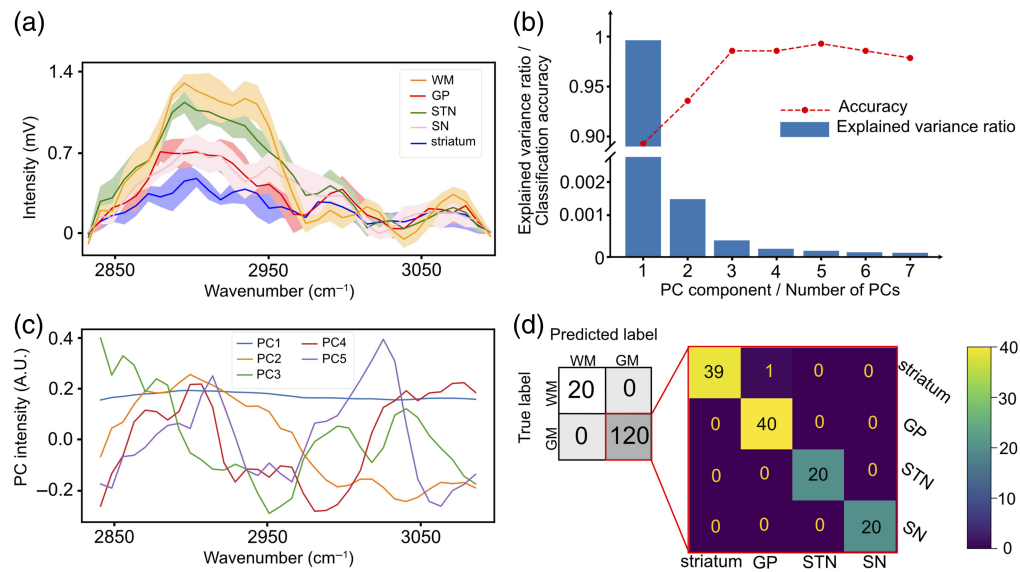 (a)
1.4
0.7
0
Intensity (mV)
WM
GP
STN
SN
striatum
2850
2950
3050
Wavenumber (cm⁻¹)
(b)
Explained variance ratio /
Classification accuracy
1
0.95
0.90
0.002
0.001
0
Accuracy
Explained variance ratio
1 2 3 4 5 6 7
PC component / Number of PCs
(c)
PC intensity (A.U.)
0.4
0.2
0.0
−0.2
PC1
PC2
PC3
PC4
PC5
2850
2950
3050
Wavenumber (cm⁻¹)
(d)
Predicted label
WM GM
True label
WM
GM
20 0
0 120
39 1 0 0
0 40 0 0
0 0 20 0
0 0 0 20
striatum
GP
STN
SN
striatum GP STN SN
40
30
20
10
0